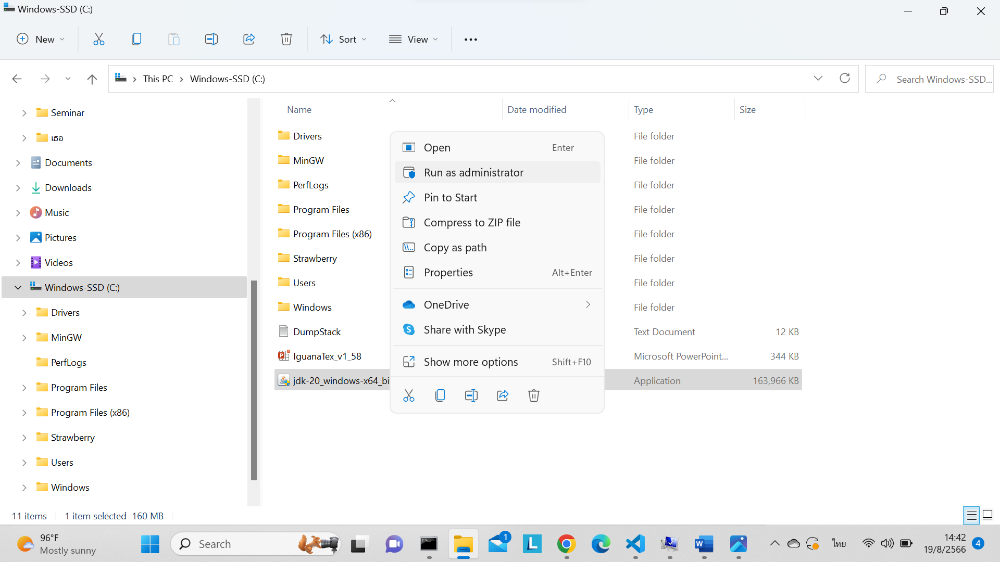 Windows-SSD (C:)
New
Sort
View
This PC
Windows-SSD (C:)
Search Windows-SSD...
Seminar
เธอ
Documents
Downloads
Music
Pictures
Videos
Windows-SSD (C:)
Drivers
MinGW
PerfLogs
Program Files
Program Files (x86)
Strawberry
Users
Windows
Name Date modified Type Size
Drivers File folder
MinGW File folder
PerfLogs File folder
Program Files File folder
Program Files (x86) File folder
Strawberry File folder
Users File folder
Windows File folder
DumpStack Text Document 12 KB
IguanaTex_v1_58 Microsoft PowerPoint... 344 KB
jdk-20_windows-x64_bi Application 163,966 KB
Open Enter
Run as administrator
Pin to Start
Compress to ZIP file
Copy as path
Properties Alt+Enter
OneDrive
Share with Skype
Show more options Shift+F10
11 items 1 item selected 160 MB
96°F
Mostly sunny
Search
1
ไทย
14:42
19/8/2566
4